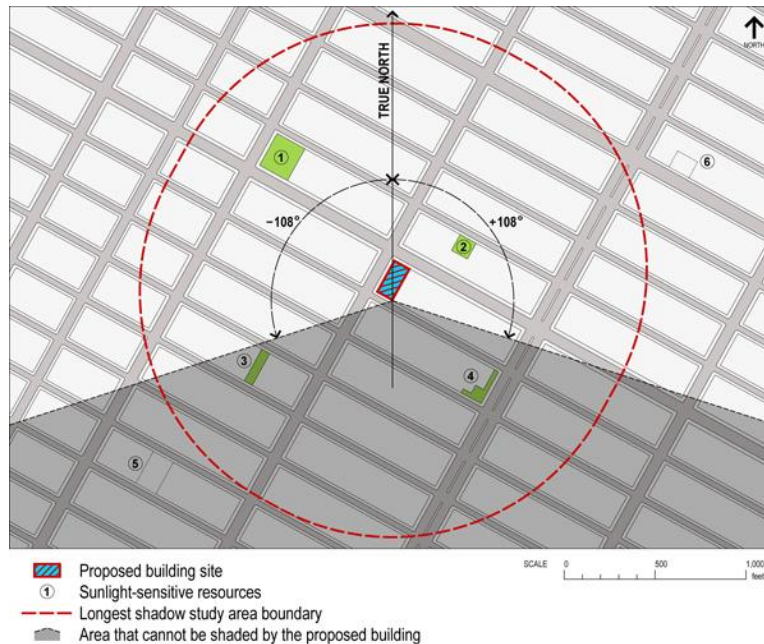 TRUE NORTH
NORTH
1
6
−108°
+108°
2
3
4
5
Proposed building site
1 Sunlight-sensitive resources
Longest shadow study area boundary
Area that cannot be shaded by the proposed building
SCALE 0 500 1,000
feet